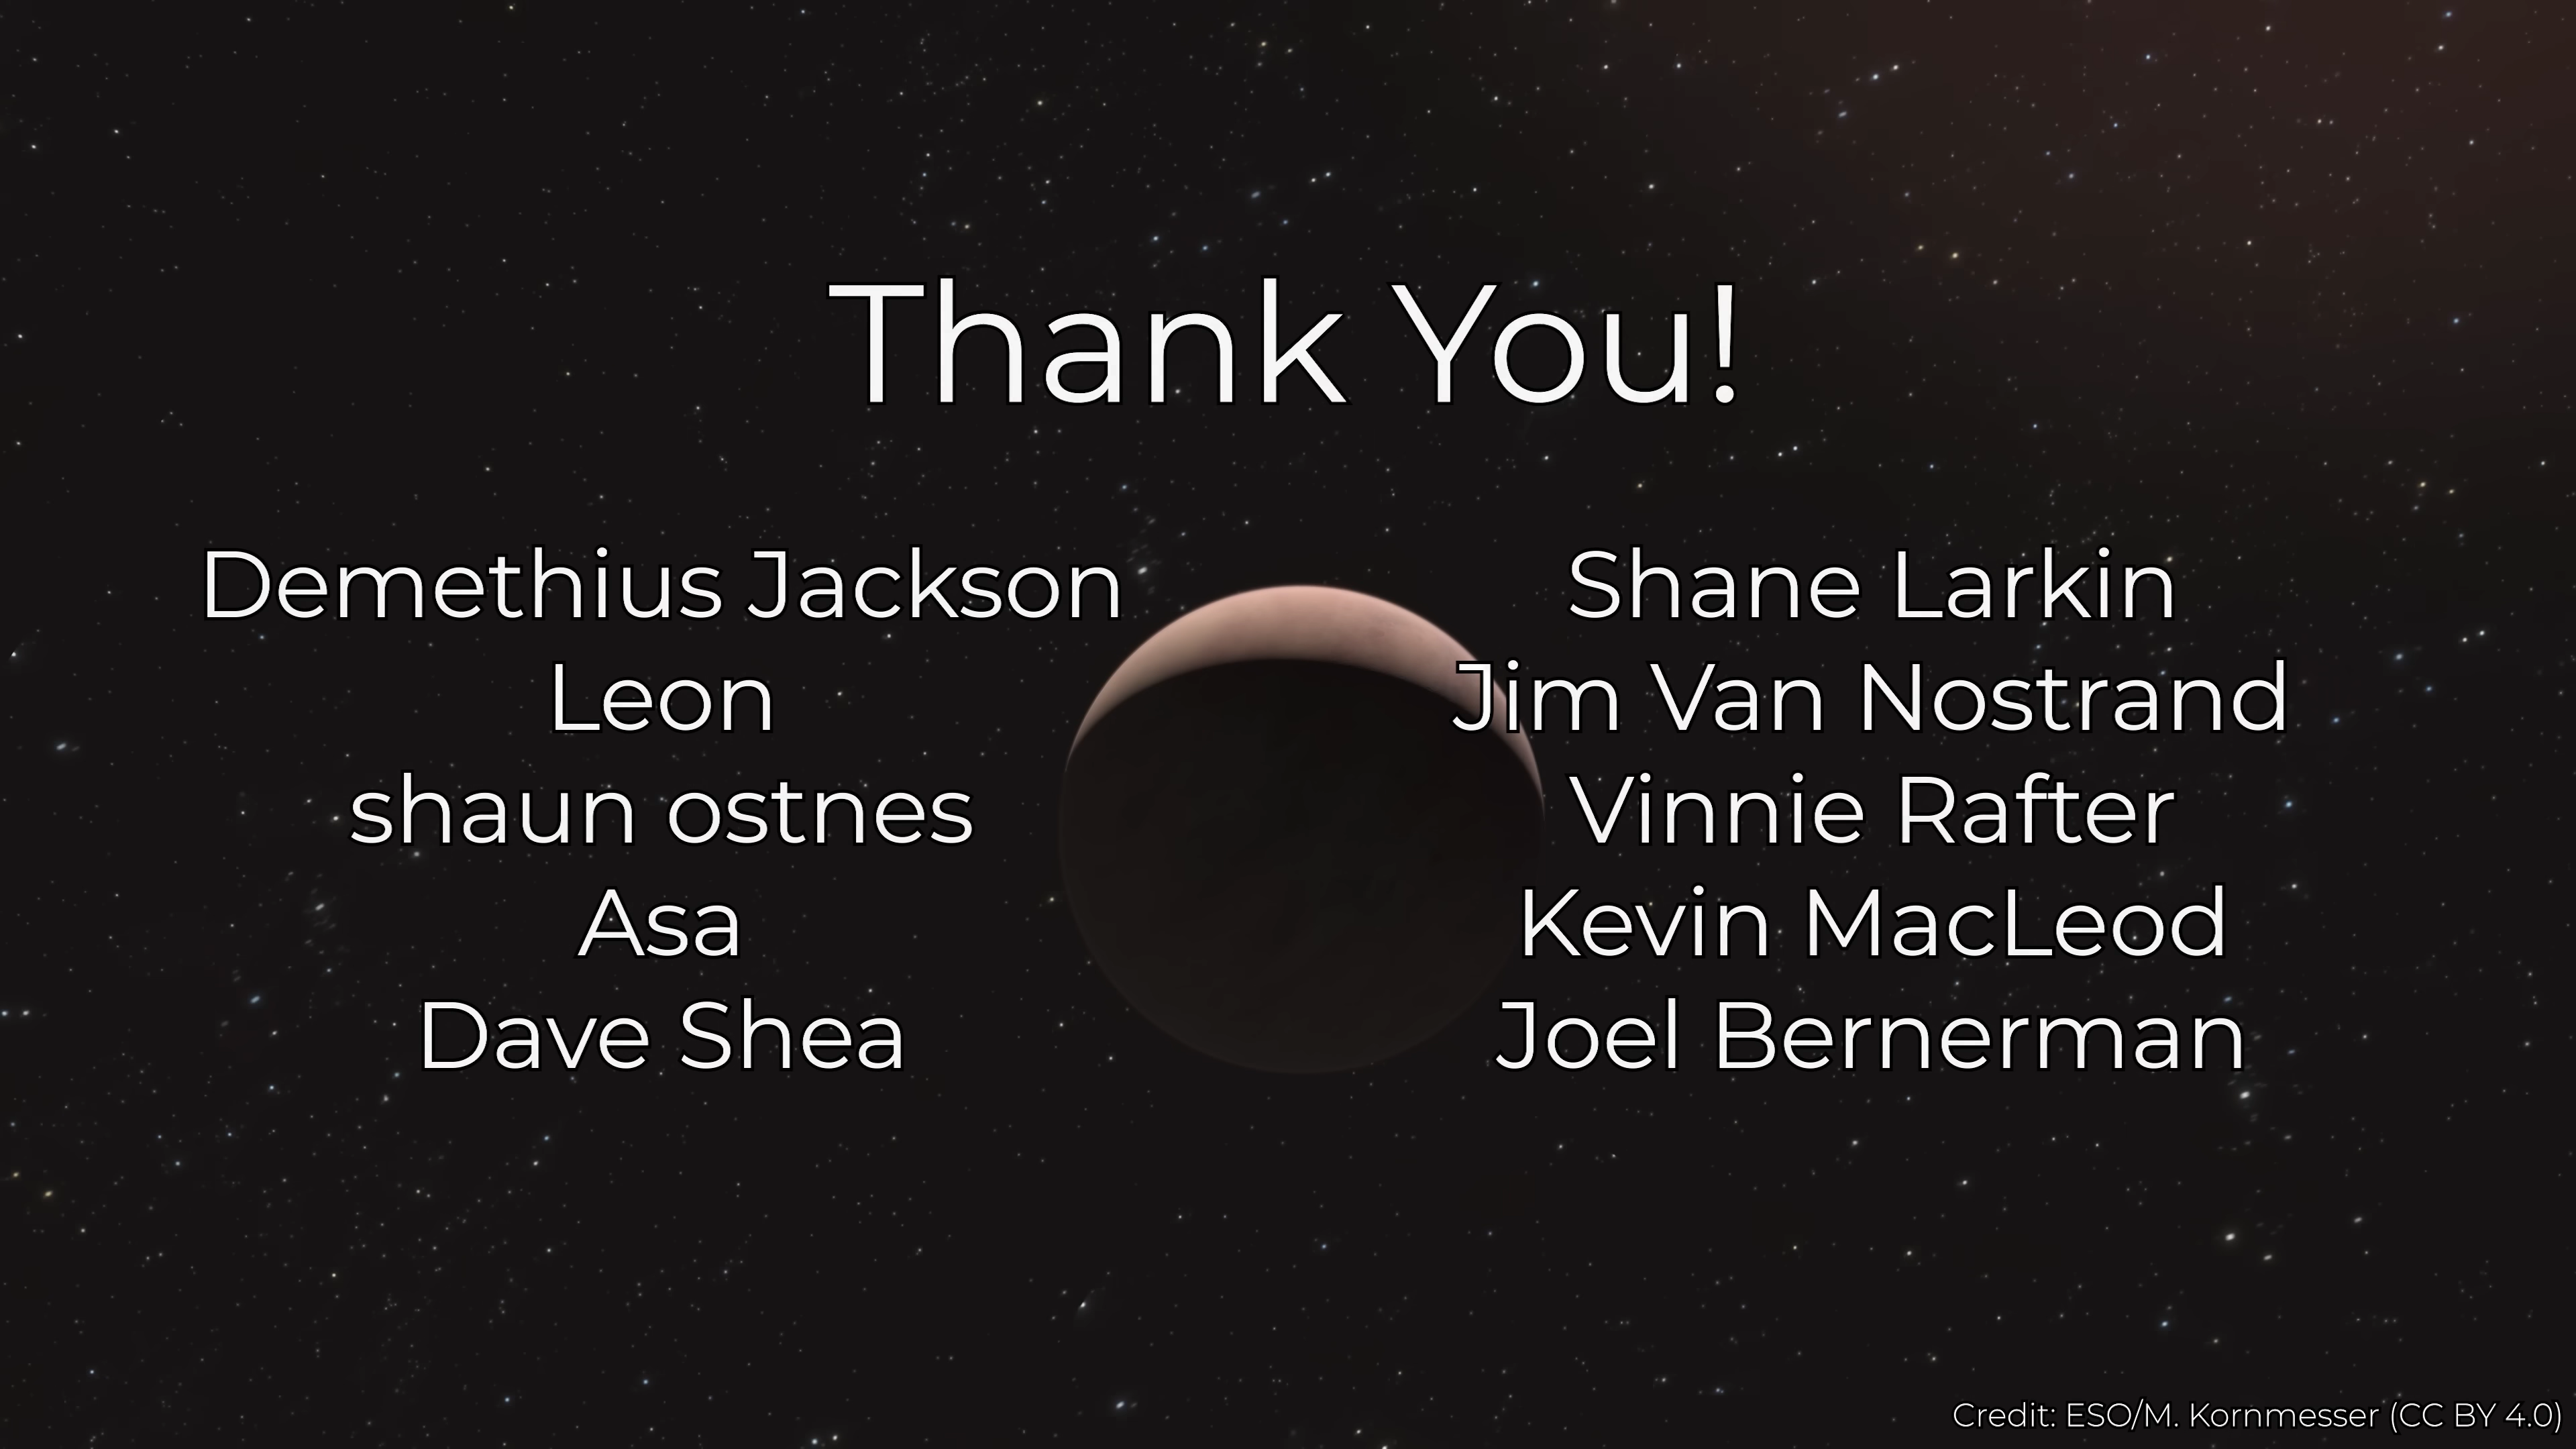 Thank You!
Demethius Jackson
Leon
shaun ostnes
Asa
Dave Shea
Shane Larkin
Jim Van Nostrand
Vinnie Rafter
Kevin MacLeod
Joel Bernerman
Credit: ESO/M. Kornmesser (CC BY 4.0)